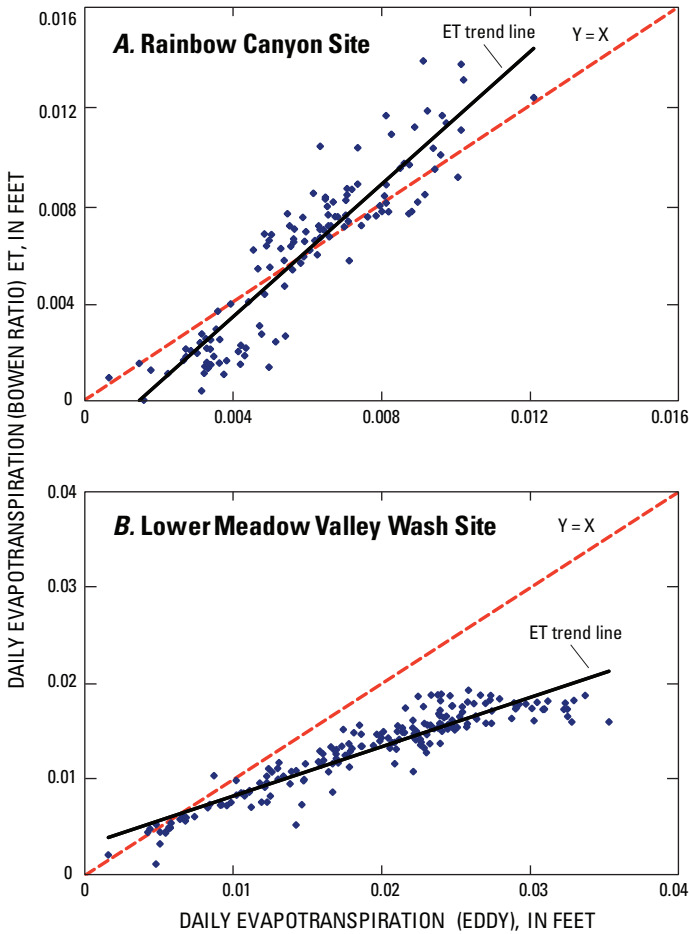 DAILY EVAPOTRANSPIRATION (BOWEN RATIO) ET, IN FEET
A. Rainbow Canyon Site
ET trend line
Y = X
0.016
0.012
0.008
0.004
0
0
0.004
0.008
0.012
0.016
B. Lower Meadow Valley Wash Site
Y = X
ET trend line
0.04
0.03
0.02
0.01
0
0
0.01
0.02
0.03
0.04
DAILY EVAPOTRANSPIRATION (EDDY), IN FEET